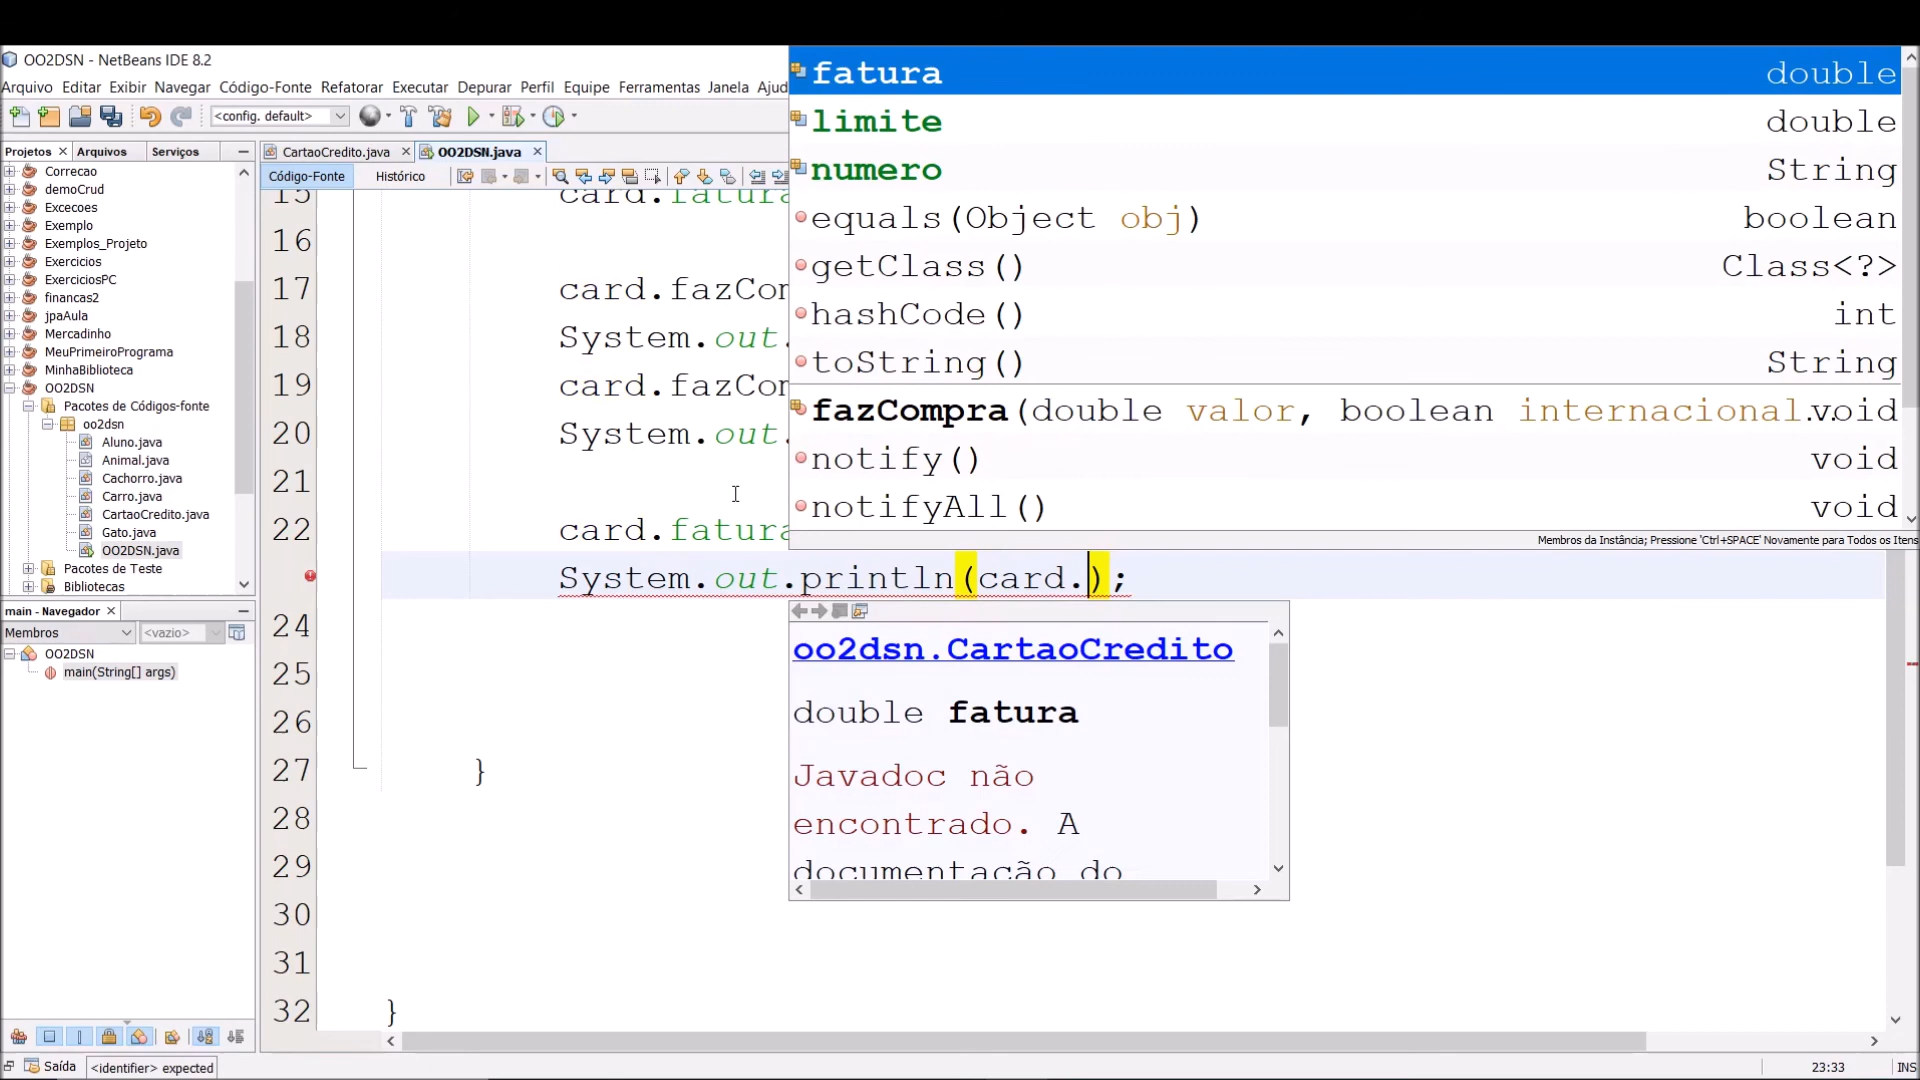 OO2DSN - NetBeans IDE 8.2
Arquivo Editar Exibir Navegar Código-Fonte Refatorar Executar Depurar Perfil Equipe Ferramentas Janela Ajud
<config. default>
Projetos Arquivos Serviços
CartaoCredito.java OO2DSN.java
Código-Fonte Histórico
Correcao
demoCrud
Excecoes
Exemplo
Exemplos_Projeto
Exercicios
ExerciciosPC
financas2
jpaAula
Mercadinho
MeuPrimeiroPrograma
MinhaBiblioteca
OO2DSN
Pacotes de Códigos-fonte
oo2dsn
Aluno.java
Animal.java
Cachorro.java
Carro.java
CartaoCredito.java
Gato.java
OO2DSN.java
Pacotes de Teste
Bibliotecas
main - Navegador
Membros <vazio>
OO2DSN
main(String[] args)
15 card.fatura
16
17 card.fazCom
18 System.out.
19 card.fazCom
20 System.out.
21
22 card.fatura
System.out.println(card.);
24
25
26
27 }
28
29
30
31
32 }
fatura double
limite double
numero String
equals(Object obj) boolean
getClass() Class<?>
hashCode() int
toString() String
fazCompra(double valor, boolean internacional... void
notify() void
notifyAll() void
Membros da Instância; Pressione 'Ctrl+SPACE' Novamente para Todos os Itens
oo2dsn.CartaoCredito
double fatura
Javadoc não
encontrado. A
documentação do
Saída <identifier> expected 23:33 INS